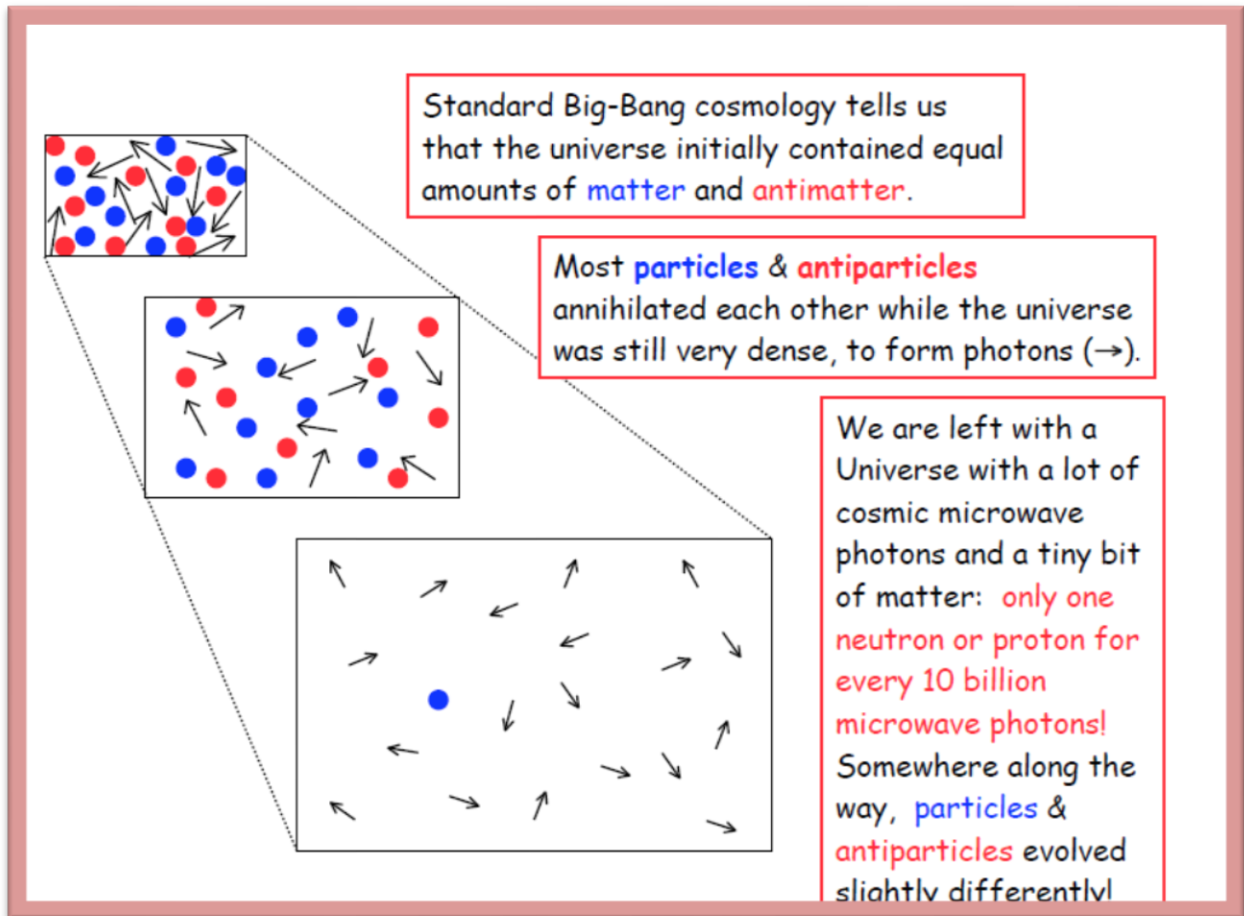 Standard Big-Bang cosmology tells us
that the universe initially contained equal
amounts of matter and antimatter.
Most particles & antiparticles
annihilated each other while the universe
was still very dense, to form photons (→).
We are left with a
Universe with a lot of
cosmic microwave
photons and a tiny bit
of matter: only one
neutron or proton for
every 10 billion
microwave photons!
Somewhere along the
way, particles &
antiparticles evolved
slightly differently!